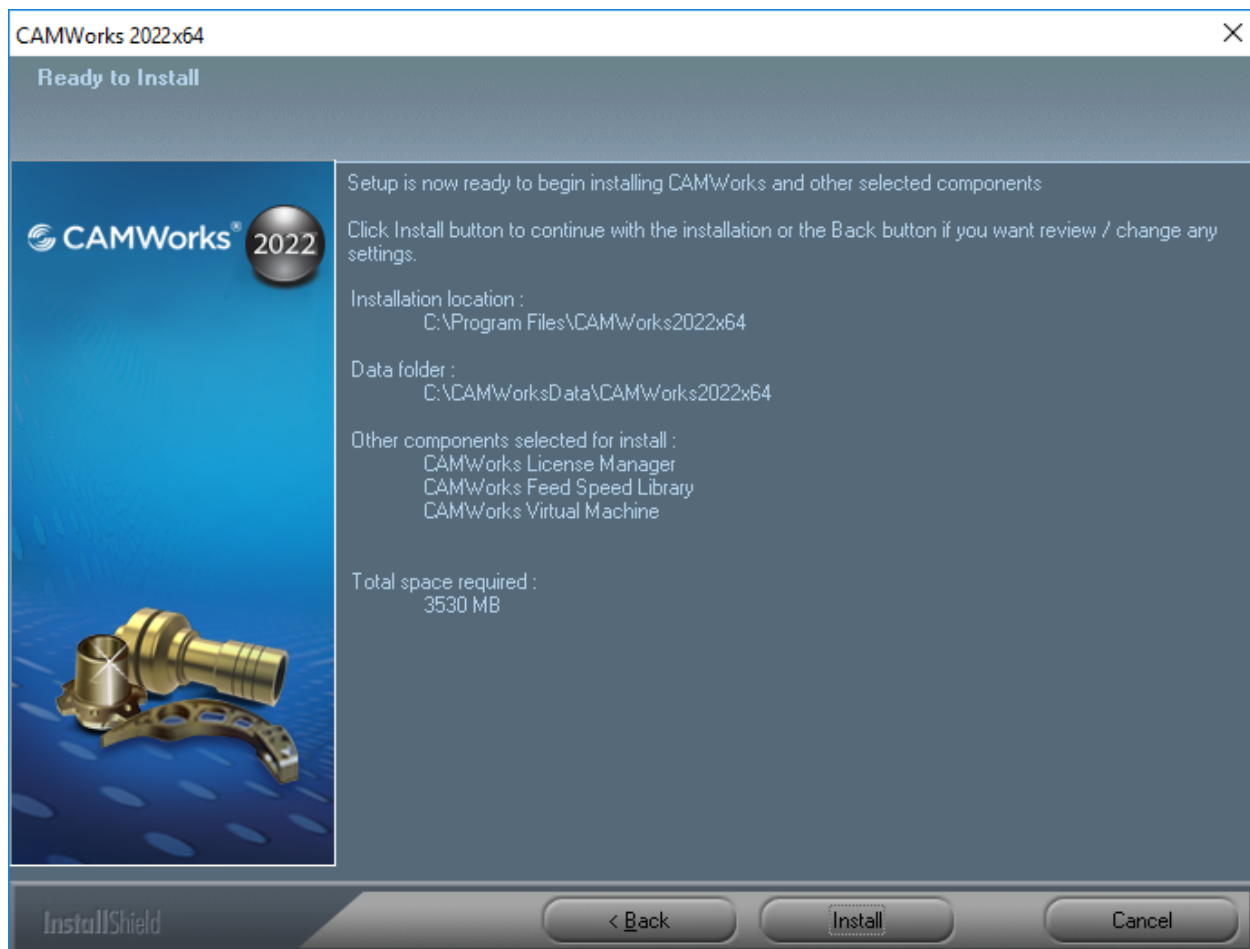 CAMWorks 2022x64
Ready to Install
CAMWorks® 2022
Setup is now ready to begin installing CAMWorks and other selected components
Click Install button to continue with the installation or the Back button if you want review / change any
settings.
Installation location :
C:\Program Files\CAMWorks2022x64
Data folder :
C:\CAMWorksData\CAMWorks2022x64
Other components selected for install :
CAMWorks License Manager
CAMWorks Feed Speed Library
CAMWorks Virtual Machine
Total space required :
3530 MB
InstallShield
< Back
Install
Cancel